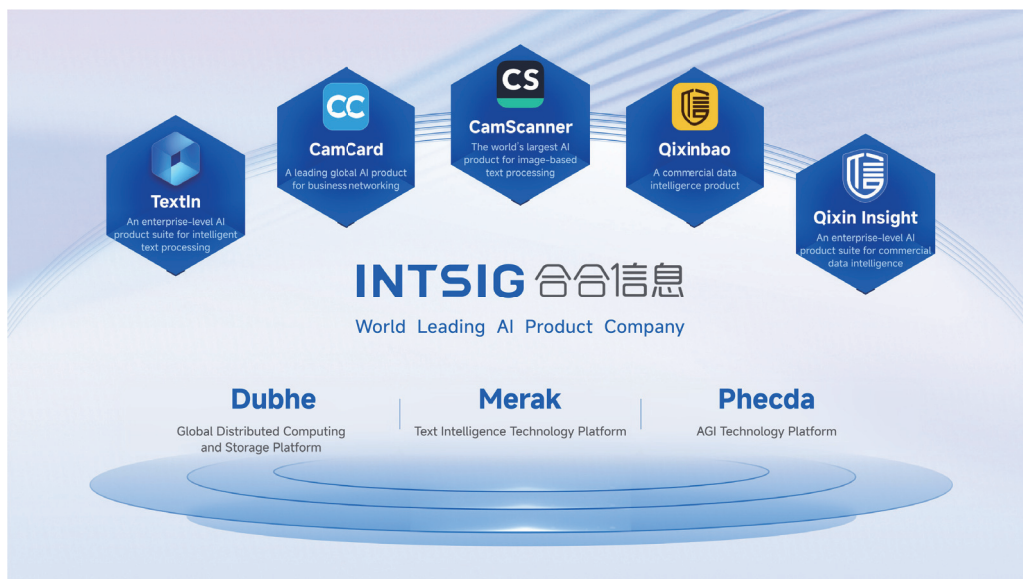 CS
CamScanner
The world's largest AI
product for image-based
text processing
CC
CamCard
A leading global AI product
for business networking
信
Qixinbao
A commercial data
intelligence product
TextIn
An enterprise-level AI
product suite for intelligent
text processing
信
Qixin Insight
An enterprise-level AI
product suite for commercial
data intelligence
INTSIG 合合信息
World Leading AI Product Company
Dubhe
Global Distributed Computing
and Storage Platform
Merak
Text Intelligence Technology Platform
Phecda
AGI Technology Platform